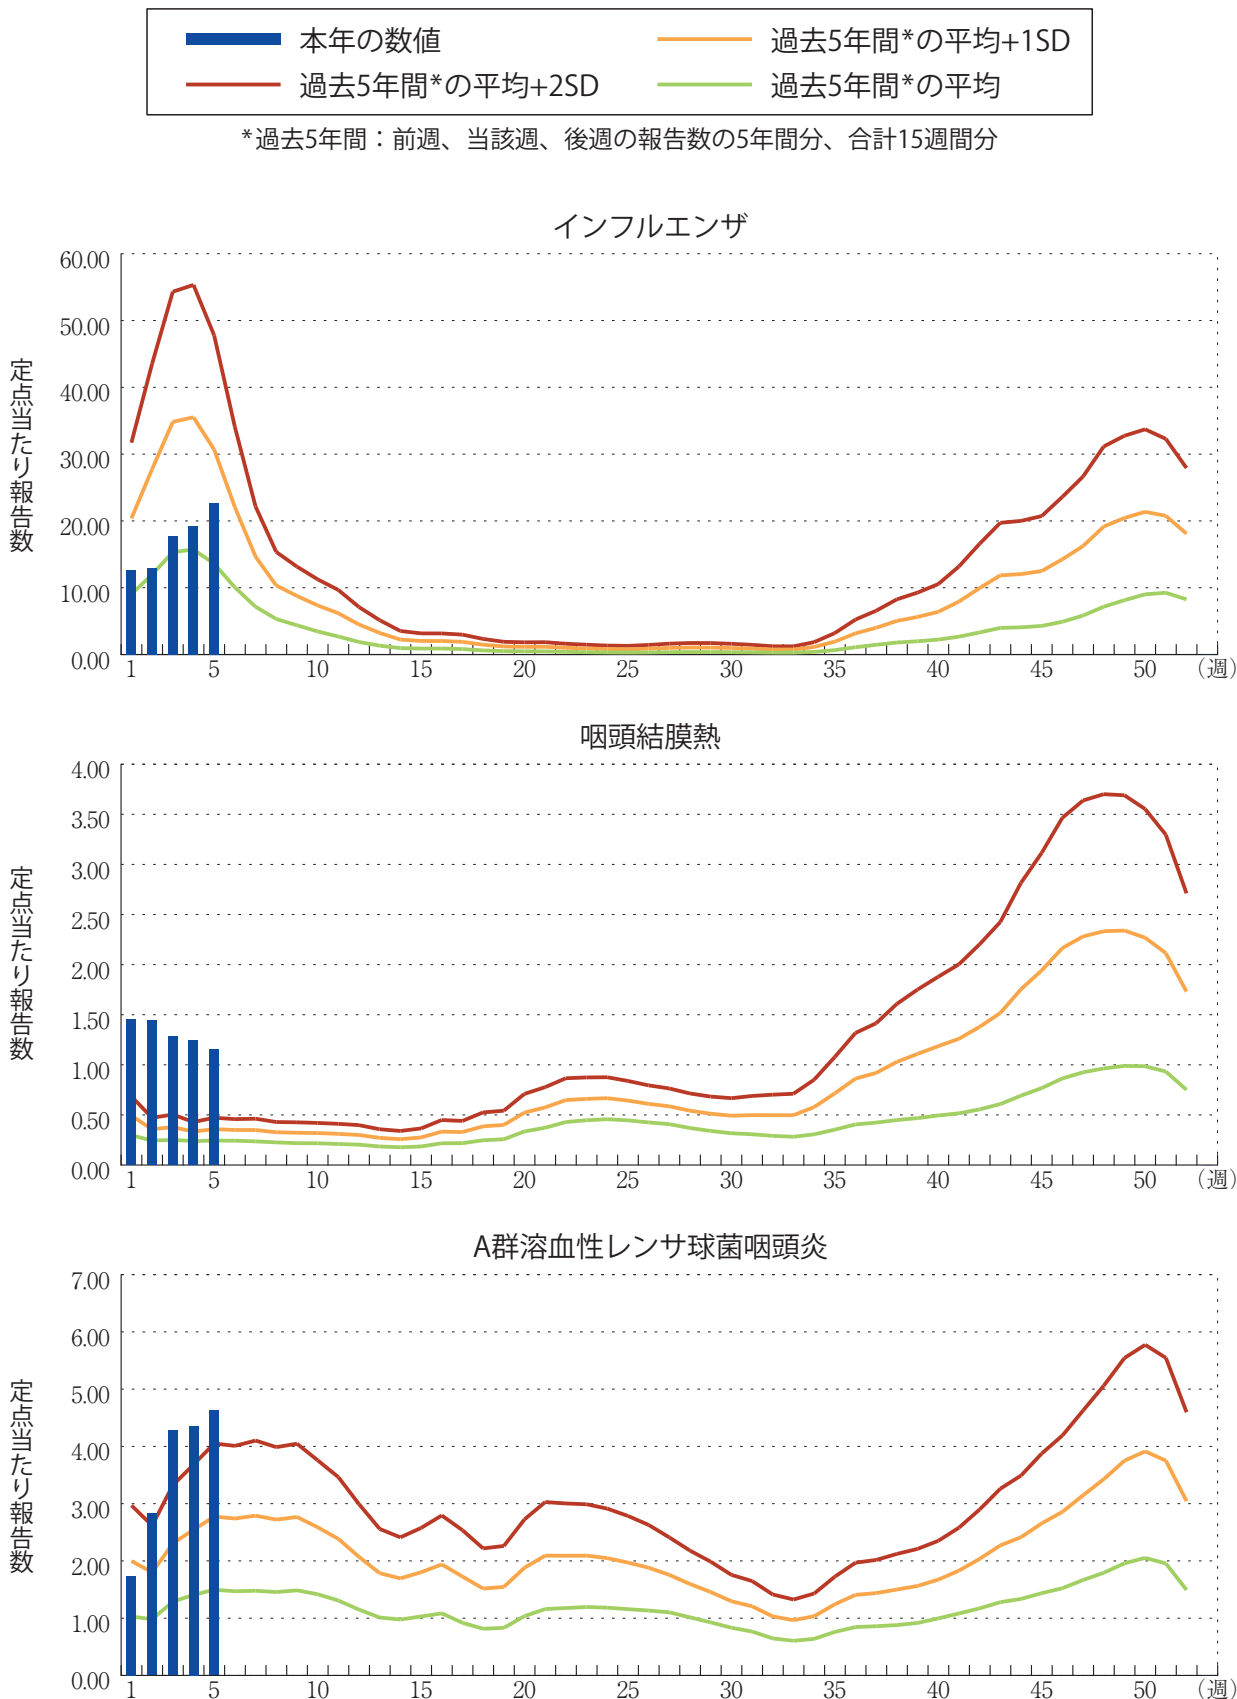 本年の数値
過去5年間*の平均+1SD
過去5年間*の平均+2SD
過去5年間*の平均
*過去5年間：前週、当該週、後週の報告数の5年間分、合計15週間分
インフルエンザ
定点当たり報告数
60.00
50.00
40.00
30.00
20.00
10.00
0.00
1 5 10 15 20 25 30 35 40 45 50 (週)
咽頭結膜熱
定点当たり報告数
4.00
3.50
3.00
2.50
2.00
1.50
1.00
0.50
0.00
1 5 10 15 20 25 30 35 40 45 50 (週)
A群溶血性レンサ球菌咽頭炎
定点当たり報告数
7.00
6.00
5.00
4.00
3.00
2.00
1.00
0.00
1 5 10 15 20 25 30 35 40 45 50 (週)